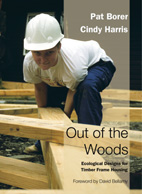 Pat Borer
Cindy Harris
Out of the
Woods
Ecological Designs for
Timber Frame Housing
Foreword by David Bellamy